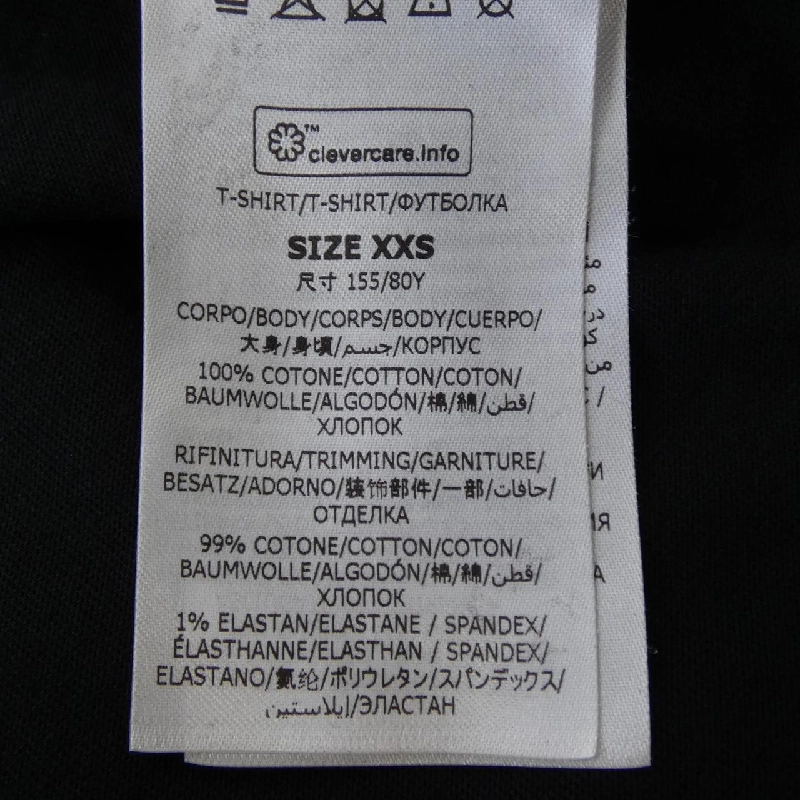 ™
clevercare.info
T-SHIRT/T-SHIRT/ФУТБОЛКА
SIZE XXS
尺寸 155/80Y
CORPO/BODY/CORPS/BODY/CUERPO/
大身/身頃/جسم/КОРПУС
100% COTONE/COTTON/COTON/
BAUMWOLLE/ALGODÓN/棉/綿/قطن/
ХЛОПОК
RIFINITURA/TRIMMING/GARNITURE/
BESATZ/ADORNO/装饰部件/一部/حافات/
ОТДЕЛКА
99% COTONE/COTTON/COTON/
BAUMWOLLE/ALGODÓN/棉/綿/قطن/
ХЛОПОК
1% ELASTAN/ELASTANE / SPANDEX/
ÉLASTHANNE/ELASTHAN / SPANDEX/
ELASTANO/氨纶/ポリウレタン/スパンデックス/
إيلاستين/ЭЛАСТАН